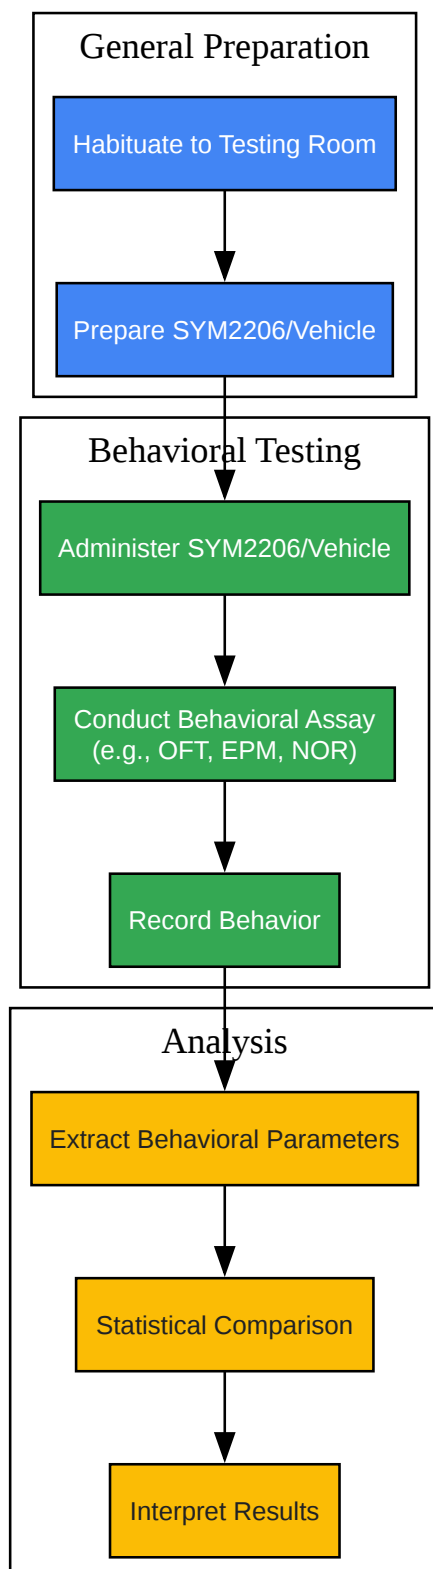 General Preparation
Habituate to Testing Room
Prepare SYM2206/Vehicle
Behavioral Testing
Administer SYM2206/Vehicle
Conduct Behavioral Assay
(e.g., OFT, EPM, NOR)
Record Behavior
Analysis
Extract Behavioral Parameters
Statistical Comparison
Interpret Results